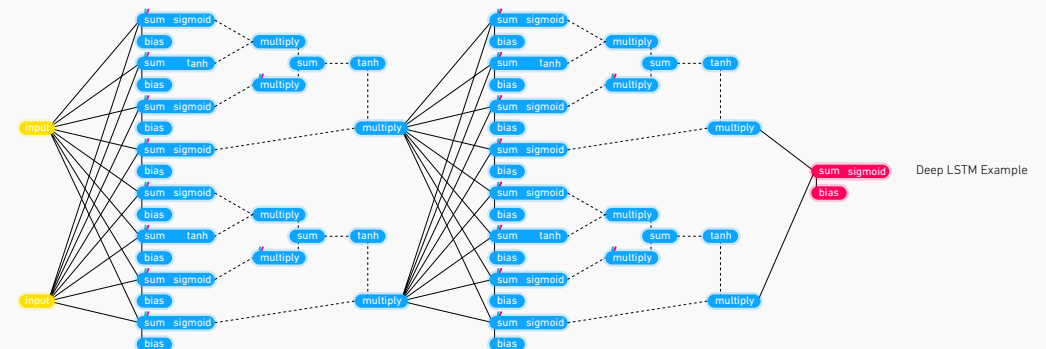 sum sigmoid sum sigmoid
bias multiply bias multiply
sum tanh sum tanh sum tanh sum tanh
bias multiply bias multiply
sum sigmoid sum sigmoid
input bias multiply bias multiply
sum sigmoid sum sigmoid
bias bias sum sigmoid Deep LSTM Example
sum sigmoid sum sigmoid bias
bias multiply bias multiply
sum tanh sum tanh sum tanh sum tanh
bias multiply bias multiply
sum sigmoid sum sigmoid
input bias multiply bias multiply
sum sigmoid sum sigmoid
bias bias